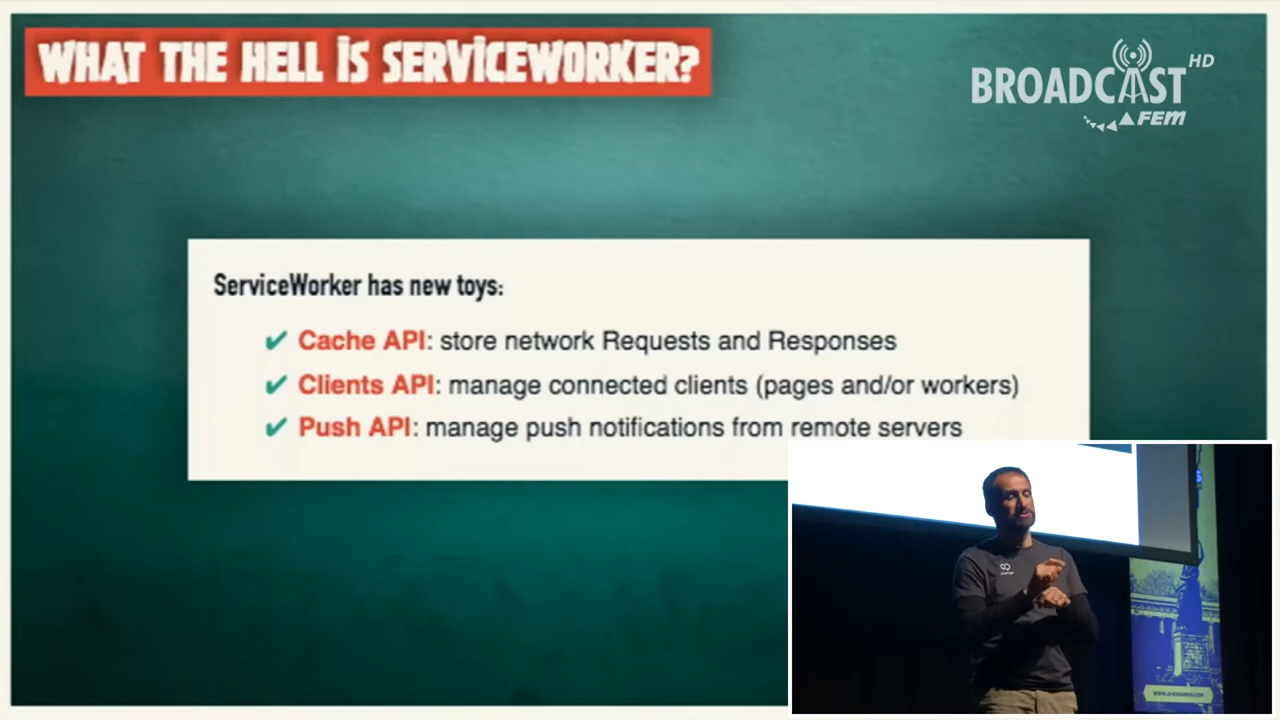 WHAT THE HELL IS SERVICEWORKER?
BROADCAST HD
FEM
ServiceWorker has new toys:
✔ Cache API: store network Requests and Responses
✔ Clients API: manage connected clients (pages and/or workers)
✔ Push API: manage push notifications from remote servers